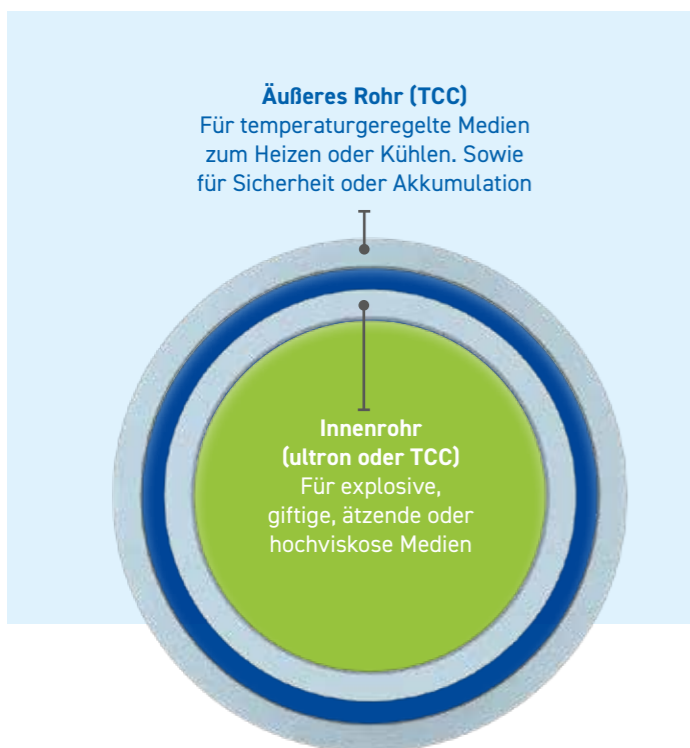 Äußeres Rohr (TCC)
Für temperaturgeregelte Medien
zum Heizen oder Kühlen. Sowie
für Sicherheit oder Akkumulation
Innenrohr
(ultron oder TCC)
Für explosive,
giftige, ätzende oder
hochviskose Medien